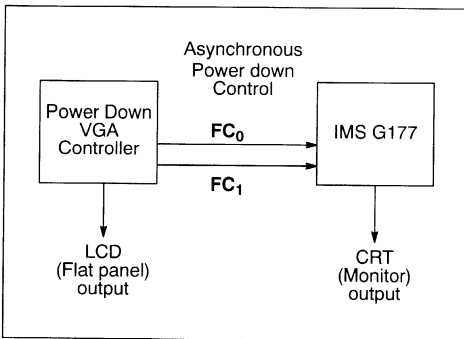 Asynchronous
Power down
Control
Power Down
VGA
Controller
FC0
FC1
IMS G177
LCD
(Flat panel)
output
CRT
(Monitor)
output